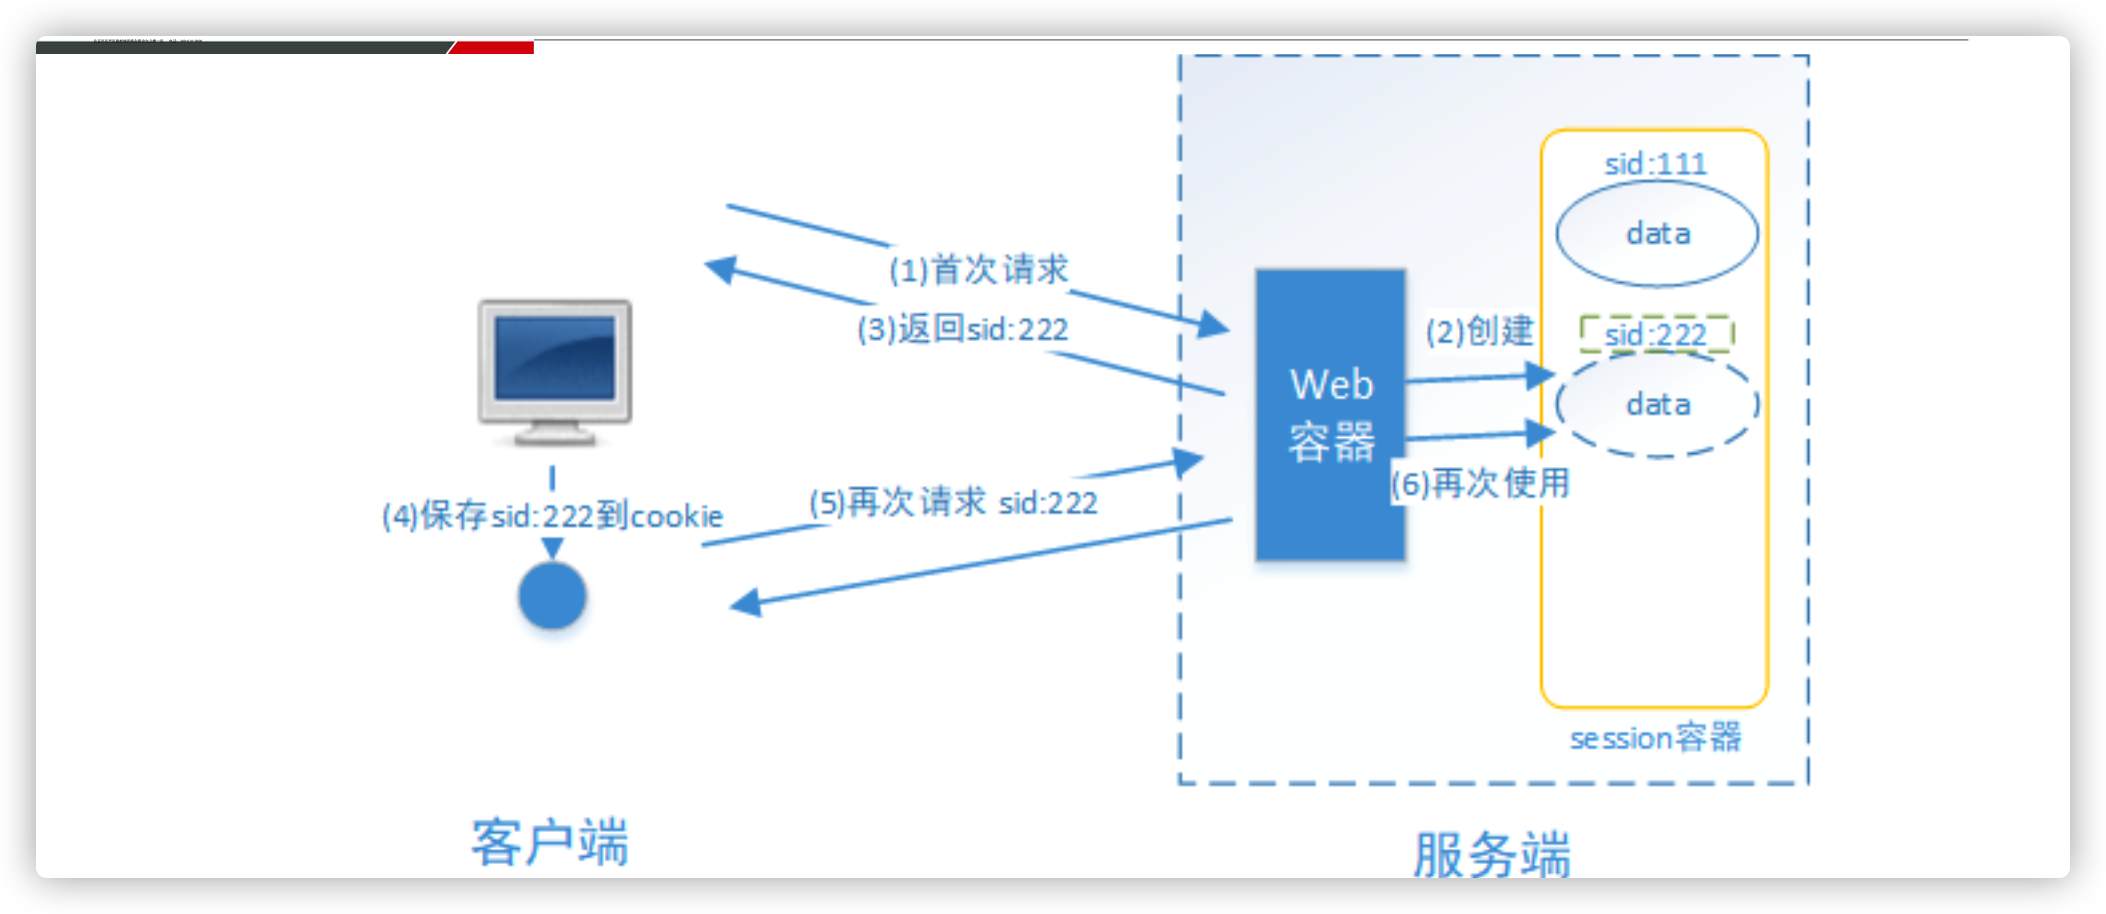 sid:111
data
(1)首次请求
(3)返回sid:222
(2)创建
sid:222
data
Web
容器
(4)保存sid:222到cookie
(5)再次请求 sid:222
(6)再次使用
session容器
客户端
服务端